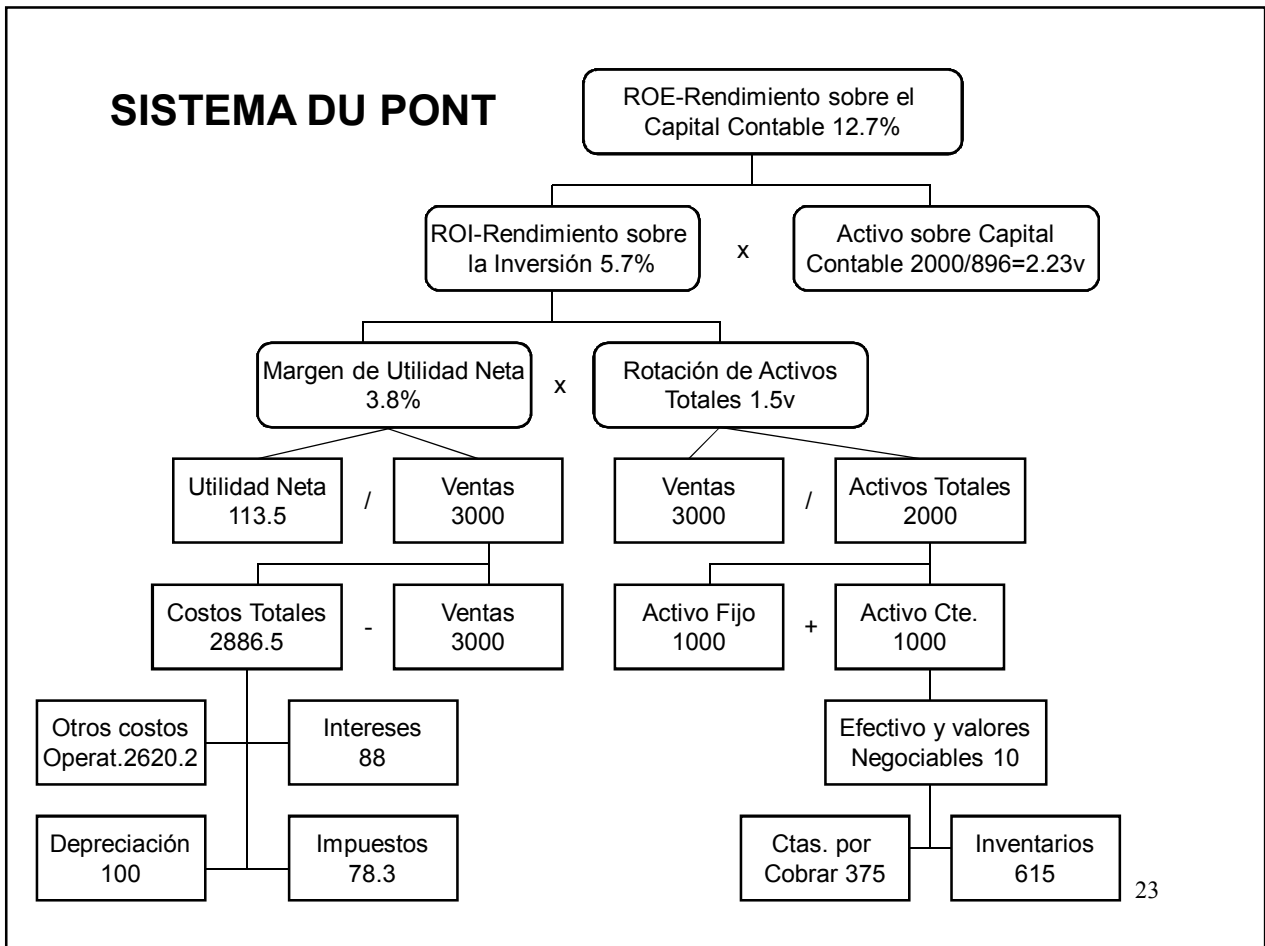 SISTEMA DU PONT
ROE-Rendimiento sobre el
Capital Contable 12.7%
ROI-Rendimiento sobre
la Inversión 5.7%
x
Activo sobre Capital
Contable 2000/896=2.23v
Margen de Utilidad Neta
3.8%
x
Rotación de Activos
Totales 1.5v
Utilidad Neta
113.5
/
Ventas
3000
Ventas
3000
/
Activos Totales
2000
Costos Totales
2886.5
-
Ventas
3000
Activo Fijo
1000
+
Activo Cte.
1000
Otros costos
Operat.2620.2
Intereses
88
Efectivo y valores
Negociables 10
Depreciación
100
Impuestos
78.3
Ctas. por
Cobrar 375
Inventarios
615
23